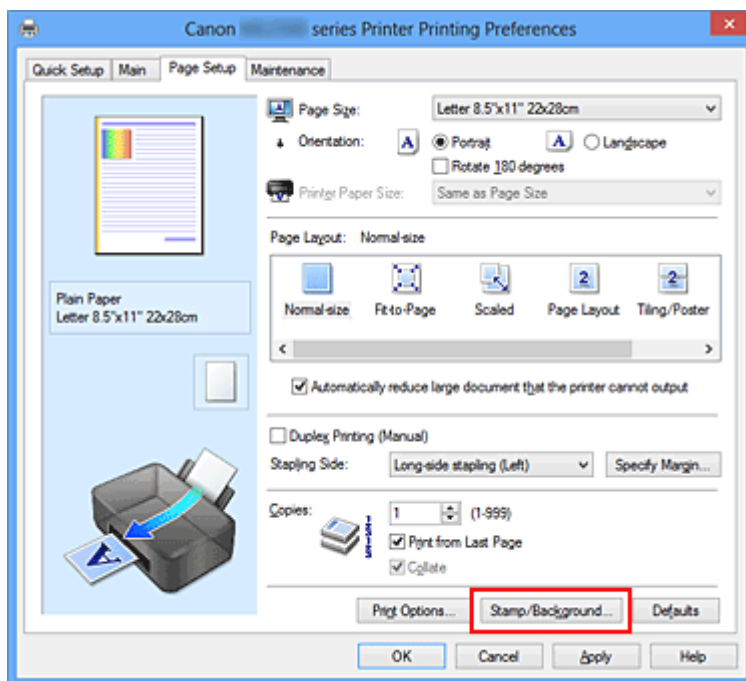 Canon series Printer Printing Preferences
Quick Setup Main Page Setup Maintenance
Page Size: Letter 8.5"x11" 22x28cm
Orientation: A Portrait A Landscape
Rotate 180 degrees
Printer Paper Size: Same as Page Size
Page Layout: Normal-size
2 2
Normal-size Fit-to-Page Scaled Page Layout Tiling/Poster
Plain Paper
Letter 8.5"x11" 22x28cm
Automatically reduce large document that the printer cannot output
Duplex Printing (Manual)
Stapling Side: Long-side stapling (Left) Specify Margin...
Copies: 1 (1-999)
Print from Last Page
Collate
A
Print Options... Stamp/Background... Defaults
OK Cancel Apply Help